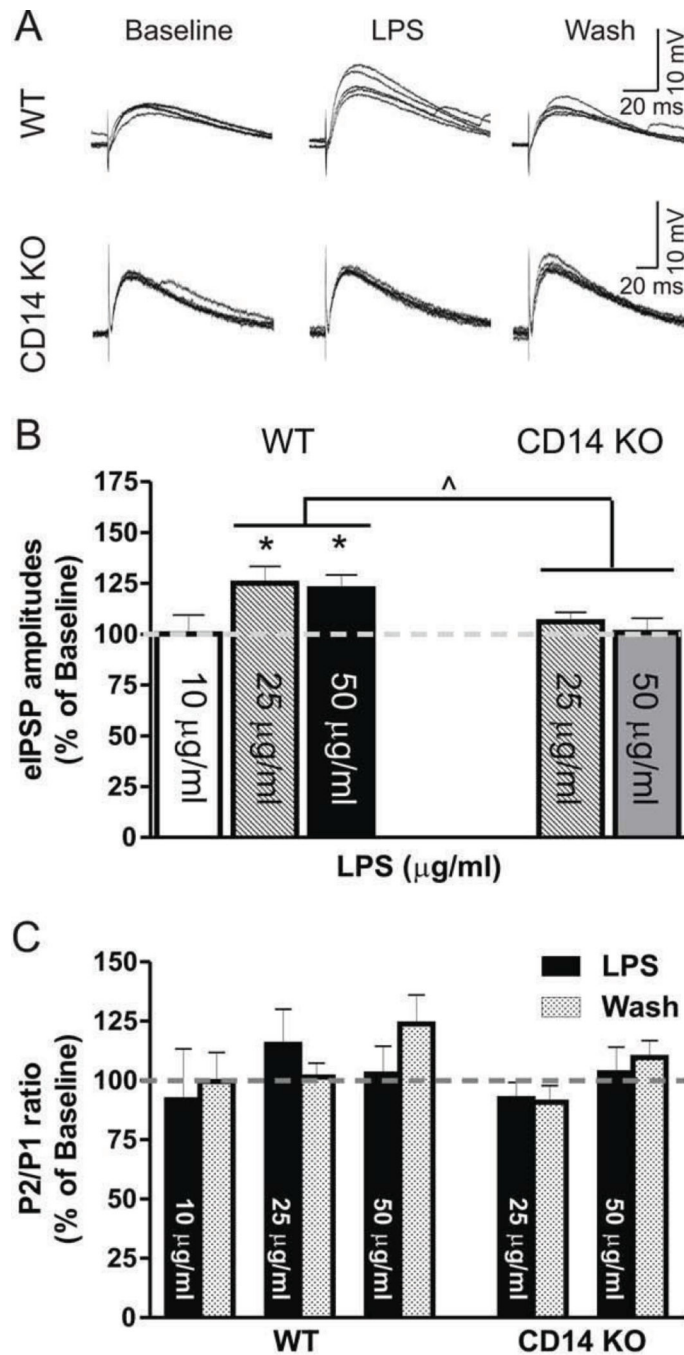 A
Baseline LPS Wash
WT
10 mV
20 ms
CD14 KO
10 mV
20 ms
B
WT CD14 KO
eIPSP amplitudes
(% of Baseline)
175
150
125
100
75
50
25
0
^
* *
10 μg/ml
25 μg/ml
50 μg/ml
25 μg/ml
50 μg/ml
LPS (μg/ml)
C
P2/P1 ratio
(% of Baseline)
150
125
100
75
50
25
0
LPS
Wash
10 μg/ml
25 μg/ml
50 μg/ml
25 μg/ml
50 μg/ml
WT CD14 KO